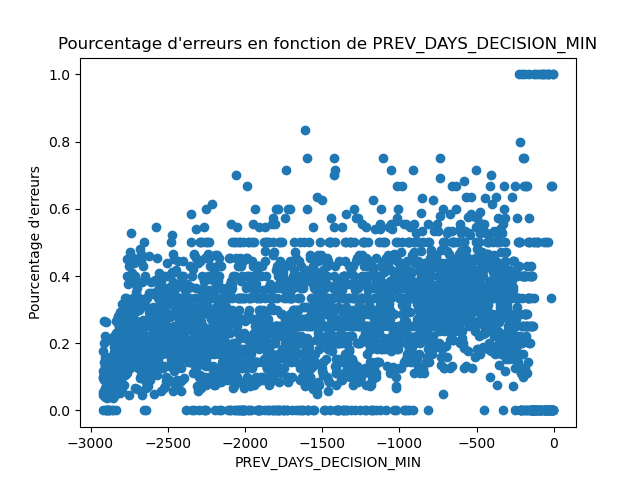 Pourcentage d'erreurs en fonction de PREV_DAYS_DECISION_MIN
1.0
0.8
0.6
0.4
0.2
0.0
Pourcentage d'erreurs
−3000 −2500 −2000 −1500 −1000 −500 0
PREV_DAYS_DECISION_MIN